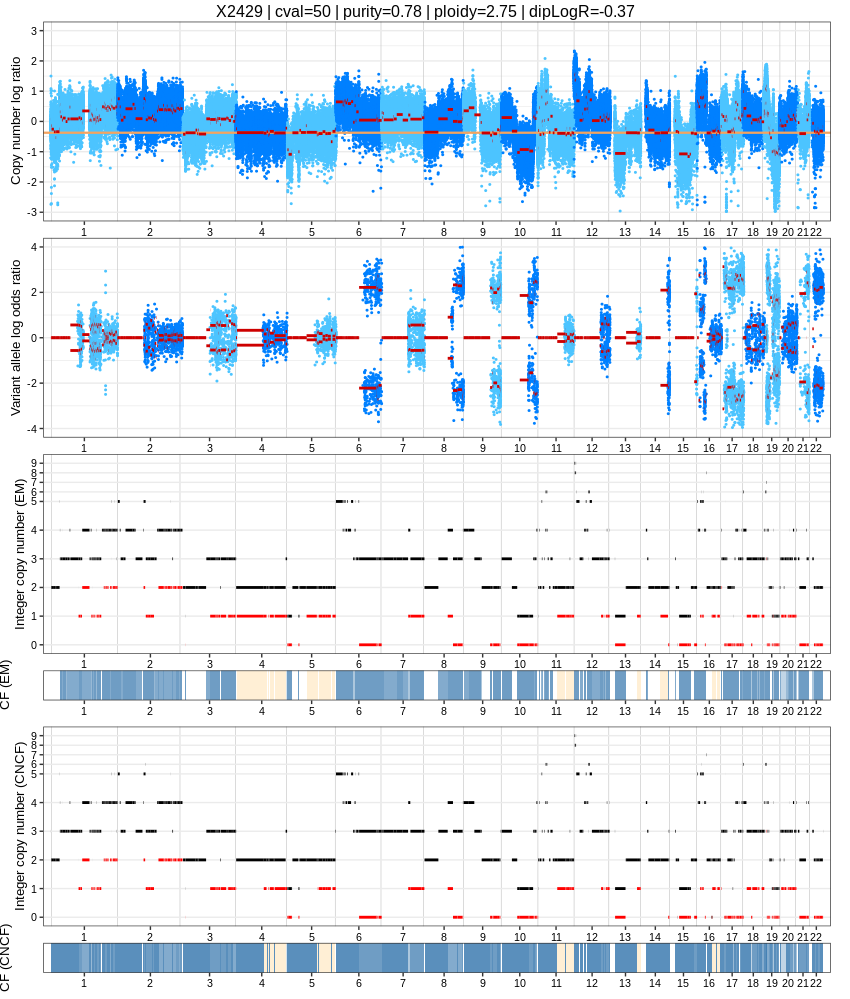 X2429 | cval=50 | purity=0.78 | ploidy=2.75 | dipLogR=-0.37
Copy number log ratio
3
2
1
0
-1
-2
-3
1 2 3 4 5 6 7 8 9 10 11 12 13 14 15 16 17 18 19 20 21 22
Variant allele log odds ratio
4
2
0
-2
-4
1 2 3 4 5 6 7 8 9 10 11 12 13 14 15 16 17 18 19 20 21 22
Integer copy number (EM)
9
8
7
6
5
4
3
2
1
0
1 2 3 4 5 6 7 8 9 10 11 12 13 14 15 16 17 18 19 20 21 22
CF (EM)
1 2 3 4 5 6 7 8 9 10 11 12 13 14 15 16 17 18 19 20 21 22
Integer copy number (CNCF)
9
8
7
6
5
4
3
2
1
0
1 2 3 4 5 6 7 8 9 10 11 12 13 14 15 16 17 18 19 20 21 22
CF (CNCF)
1 2 3 4 5 6 7 8 9 10 11 12 13 14 15 16 17 18 19 20 21 22